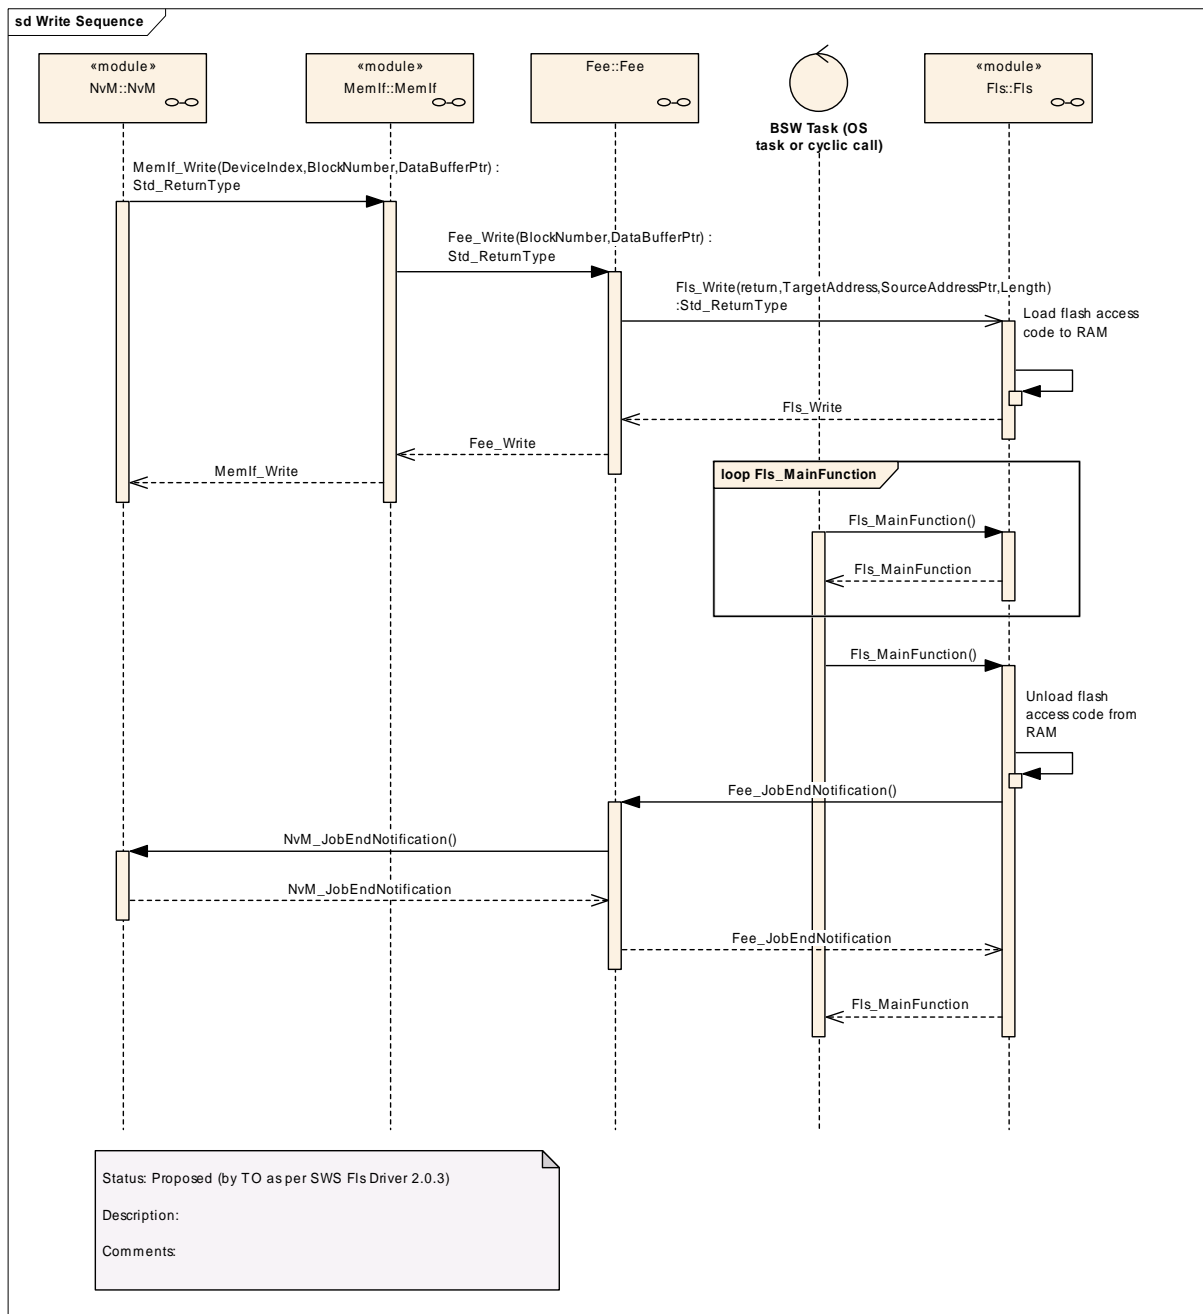 sd Write Sequence
«module»
NvM::NvM
«module»
MemIf::MemIf
Fee::Fee
BSW Task (OS
task or cyclic call)
«module»
Fls::Fls
MemIf_Write(DeviceIndex,BlockNumber,DataBufferPtr) :
Std_ReturnType
Fee_Write(BlockNumber,DataBufferPtr) :
Std_ReturnType
Fls_Write(return,TargetAddress,SourceAddressPtr,Length)
:Std_ReturnType
Load flash access
code to RAM
Fls_Write
Fee_Write
MemIf_Write
loop Fls_MainFunction
Fls_MainFunction()
Fls_MainFunction
Fls_MainFunction()
Unload flash
access code from
RAM
Fee_JobEndNotification()
NvM_JobEndNotification()
NvM_JobEndNotification
Fee_JobEndNotification
Fls_MainFunction
Status: Proposed (by TO as per SWS Fls Driver 2.0.3)
Description:
Comments: